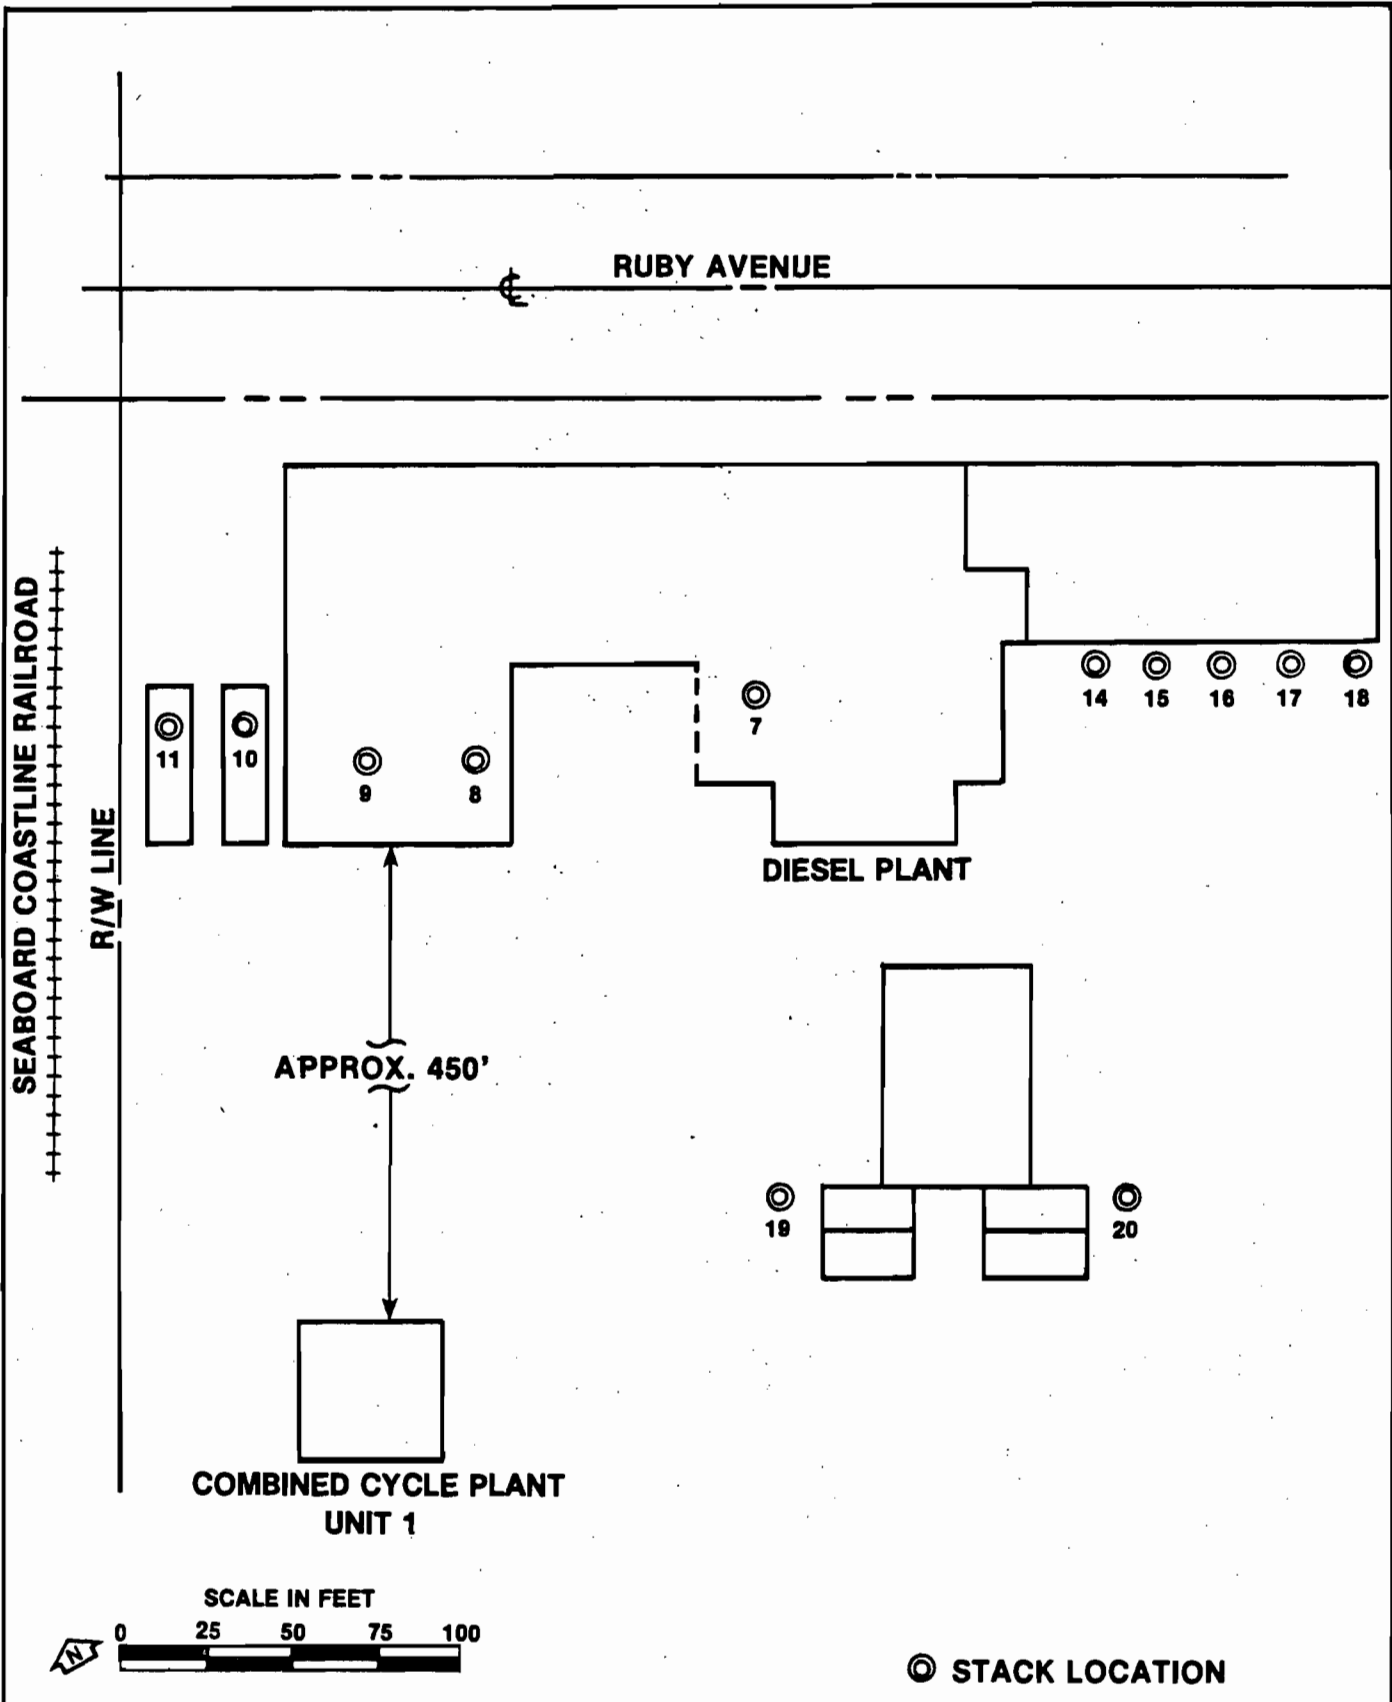 RUBY AVENUE
℄
SEABOARD COASTLINE RAILROAD
R/W LINE
14 15 16 17 18
7
11 10
9 8
DIESEL PLANT
APPROX. 450'
19 20
COMBINED CYCLE PLANT
UNIT 1
SCALE IN FEET
0 25 50 75 100
N
STACK LOCATION